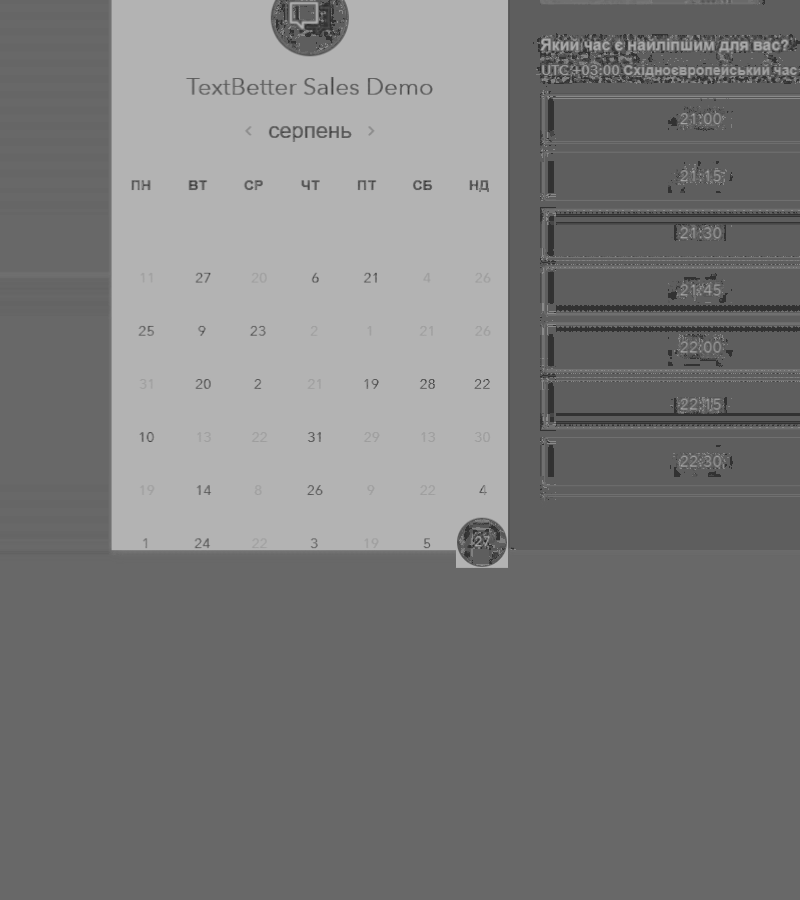 TextBetter Sales Demo
‹ серпень ›
ПН ВТ СР ЧТ ПТ СБ НД
11 27 20 6 21 4 26
25 9 23 2 1 21 26
31 20 2 21 19 28 22
10 13 22 31 29 13 30
19 14 8 26 9 22 4
1 24 22 3 19 5 27
Який час є найліпшим для вас?
UTC +03:00 Східноєвропейський час
21:00
21:15
21:30
21:45
22:00
22:15
22:30